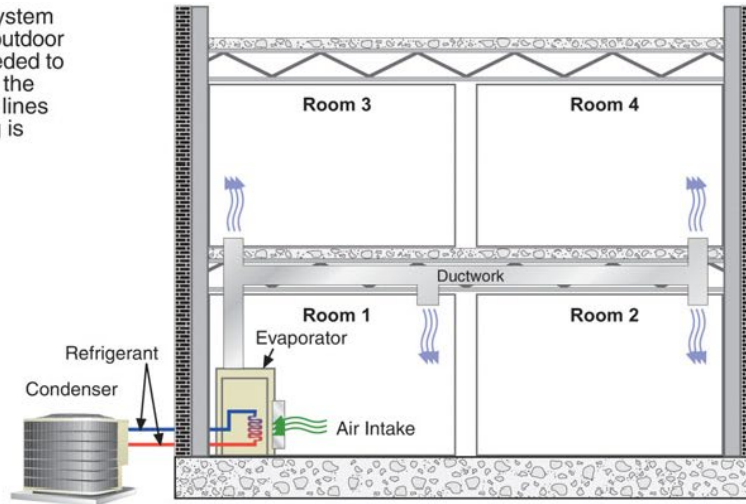 ystem
outdoor
eded to
the
lines
is
Room 3
Room 4
Ductwork
Room 1
Room 2
Evaporator
Refrigerant
Condenser
Air Intake